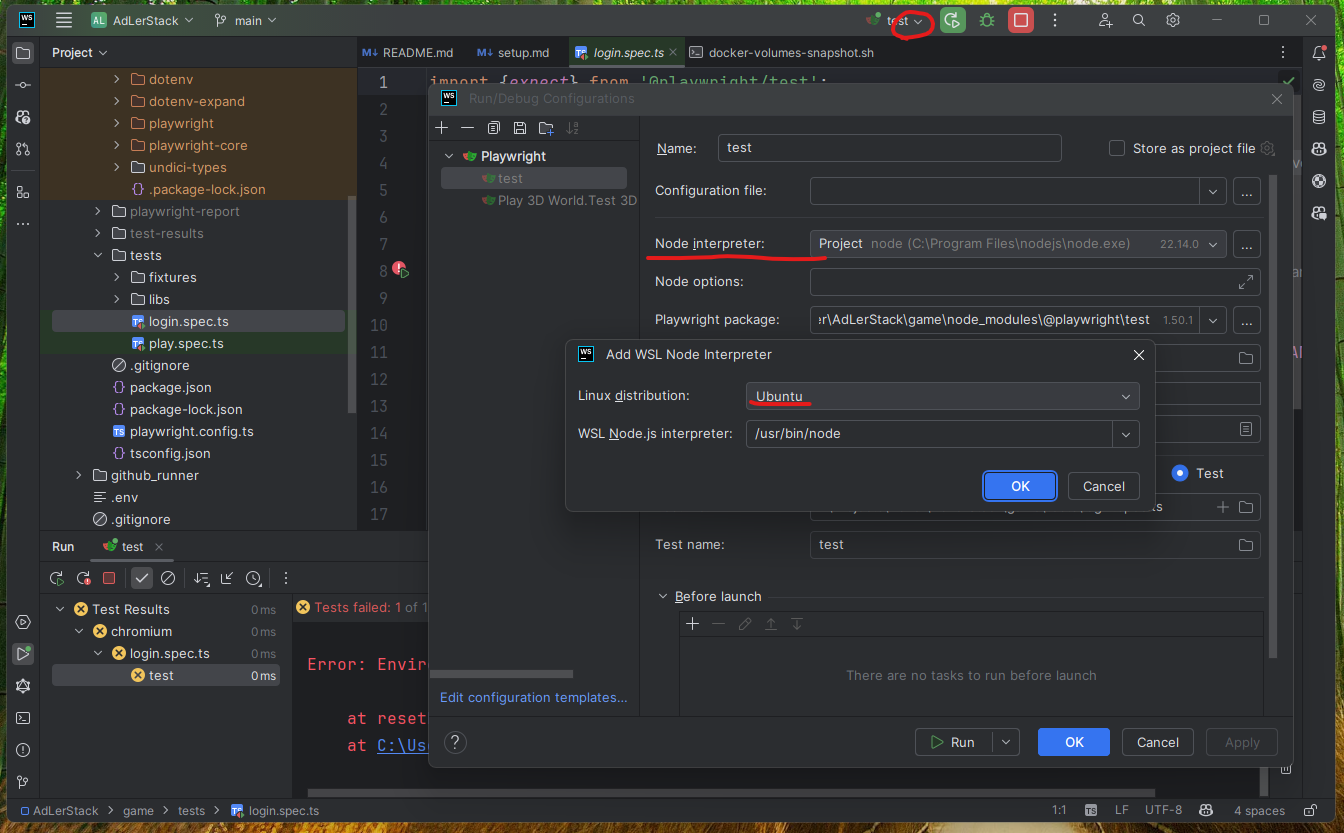 WS
AL AdLerStack
main
test
Project
README.md
setup.md
login.spec.ts
docker-volumes-snapshot.sh
dotenv
dotenv-expand
playwright
playwright-core
undici-types
.package-lock.json
playwright-report
test-results
tests
fixtures
libs
login.spec.ts
play.spec.ts
.gitignore
package.json
package-lock.json
playwright.config.ts
tsconfig.json
github_runner
.env
.gitignore
1
2
3
4
5
6
7
8
9
10
11
12
13
14
15
16
17
import {expect} from '@playwright/test';
WS Run/Debug Configurations
Playwright
test
Play 3D World.Test 3D
Edit configuration templates...
Name: test
Store as project file
Configuration file:
...
Node interpreter: Project node (C:\Program Files\nodejs\node.exe) 22.14.0
...
Node options:
Playwright package: er\AdLerStack\game\node_modules\@playwright\test 1.50.1
...
WS Add WSL Node Interpreter
Linux distribution: Ubuntu
WSL Node.js interpreter: /usr/bin/node
OK
Cancel
Test
Test name: test
Before launch
There are no tasks to run before launch
?
Run
OK
Cancel
Apply
Run
test
Test Results 0 ms
chromium 0 ms
login.spec.ts 0 ms
test 0 ms
Tests failed: 1 of 1
Error: Envir
at reset
at C:\Use
AdLerStack > game > tests > login.spec.ts
1:1
LF
UTF-8
4 spaces